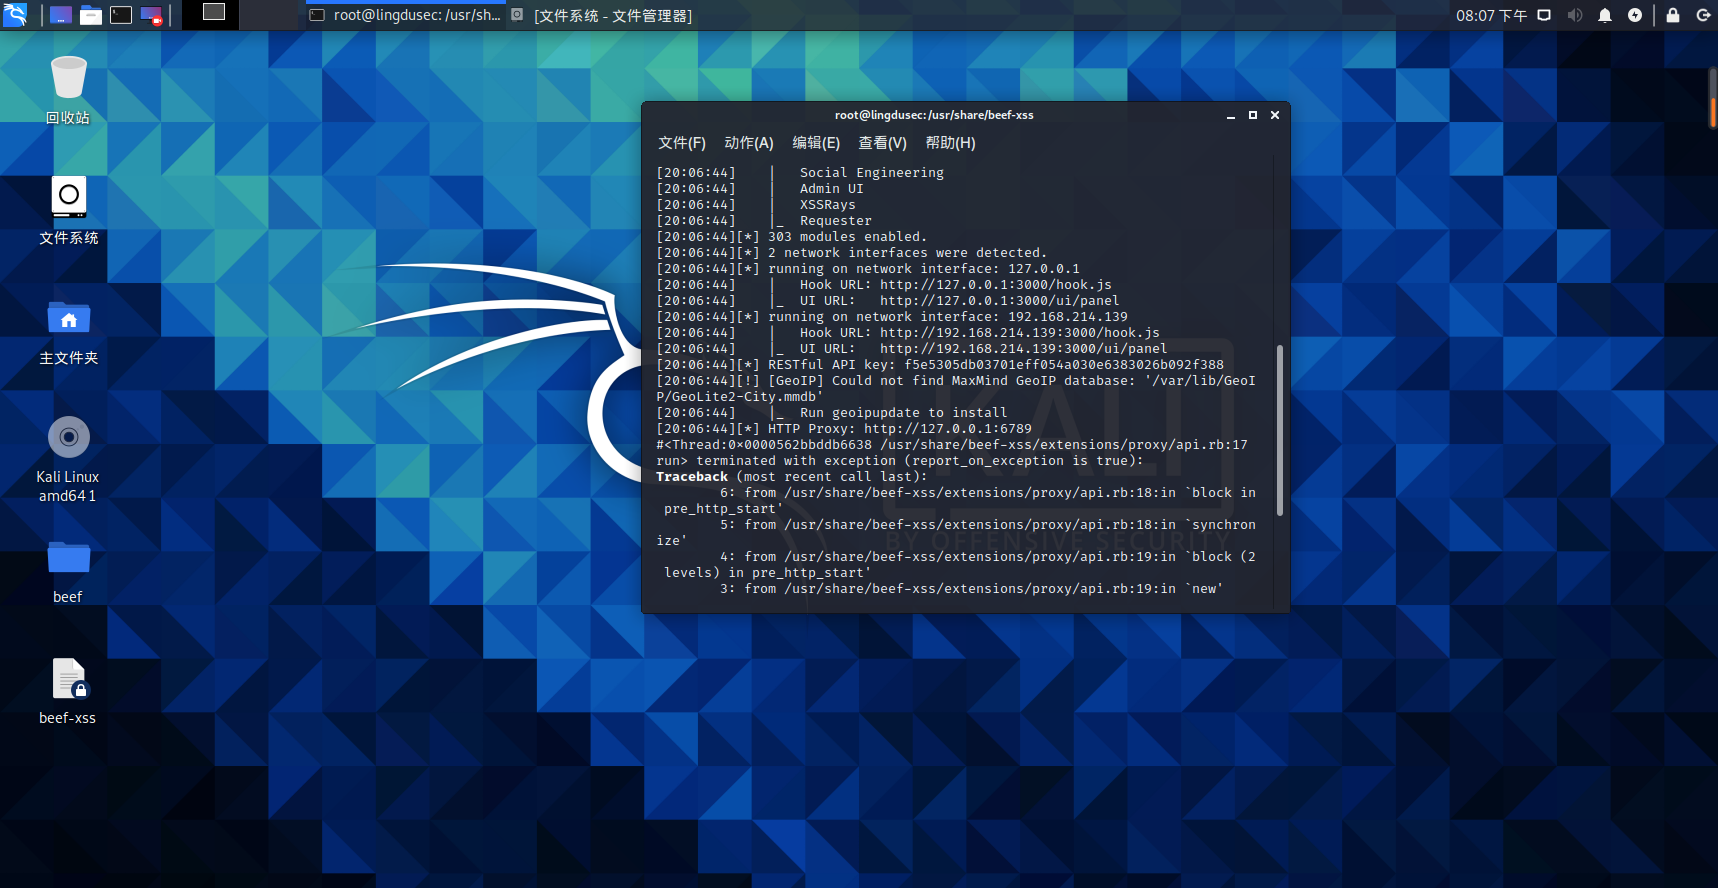 root@lingdusec: /usr/sh...
[文件系统 - 文件管理器]
08:07 下午
回收站
文件系统
主文件夹
Kali Linux
amd64 1
beef
beef-xss
root@lingdusec: /usr/share/beef-xss
文件(F) 动作(A) 编辑(E) 查看(V) 帮助(H)
[20:06:44]    |   Social Engineering
[20:06:44]    |   Admin UI
[20:06:44]    |   XSSRays
[20:06:44]    |_  Requester
[20:06:44][*] 303 modules enabled.
[20:06:44][*] 2 network interfaces were detected.
[20:06:44][*] running on network interface: 127.0.0.1
[20:06:44]    |   Hook URL: http://127.0.0.1:3000/hook.js
[20:06:44]    |_  UI URL:   http://127.0.0.1:3000/ui/panel
[20:06:44][*] running on network interface: 192.168.214.139
[20:06:44]    |   Hook URL: http://192.168.214.139:3000/hook.js
[20:06:44]    |_  UI URL:   http://192.168.214.139:3000/ui/panel
[20:06:44][*] RESTful API key: f5e5305db03701eff054a030e6383026b092f388
[20:06:44][!] [GeoIP] Could not find MaxMind GeoIP database: '/var/lib/GeoI
P/GeoLite2-City.mmdb'
[20:06:44]    |_  Run geoipupdate to install
[20:06:44][*] HTTP Proxy: http://127.0.0.1:6789
#<Thread:0×0000562bbddb6638 /usr/share/beef-xss/extensions/proxy/api.rb:17
run> terminated with exception (report_on_exception is true):
Traceback (most recent call last):
6: from /usr/share/beef-xss/extensions/proxy/api.rb:18:in `block in
pre_http_start'
5: from /usr/share/beef-xss/extensions/proxy/api.rb:18:in `synchron
ize'
4: from /usr/share/beef-xss/extensions/proxy/api.rb:19:in `block (2
levels) in pre_http_start'
3: from /usr/share/beef-xss/extensions/proxy/api.rb:19:in `new'
KALI
BY OFFENSIVE SECURITY